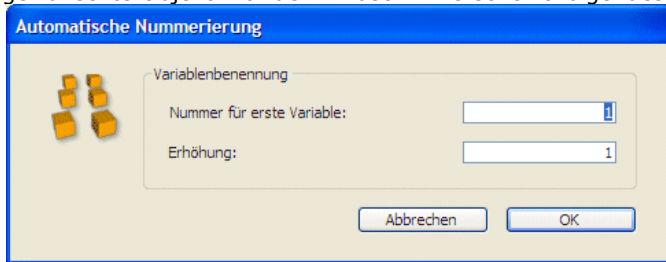 Automatische Nummerierung
Variablenbenennung
Nummer für erste Variable:
1
Erhöhung:
1
Abbrechen
OK